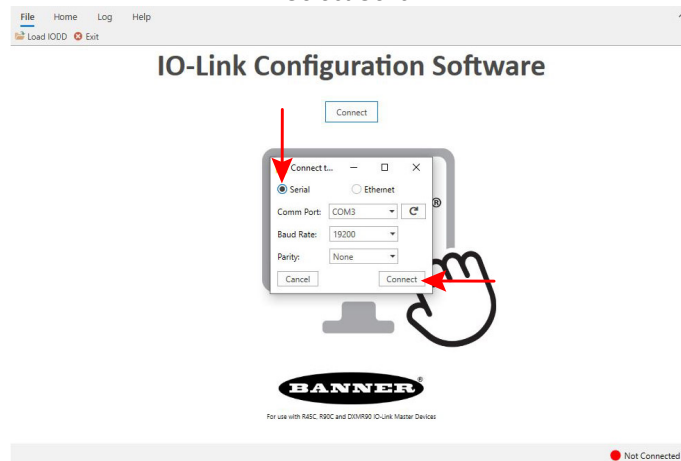 File Home Log Help
Load IODD Exit
IO-Link Configuration Software
Connect
Connect t...
Serial Ethernet
®
Comm Port: COM3
Baud Rate: 19200
Parity: None
Cancel Connect
BANNER®
For use with R45C, R90C and DXMR90 IO-Link Master Devices
Not Connected